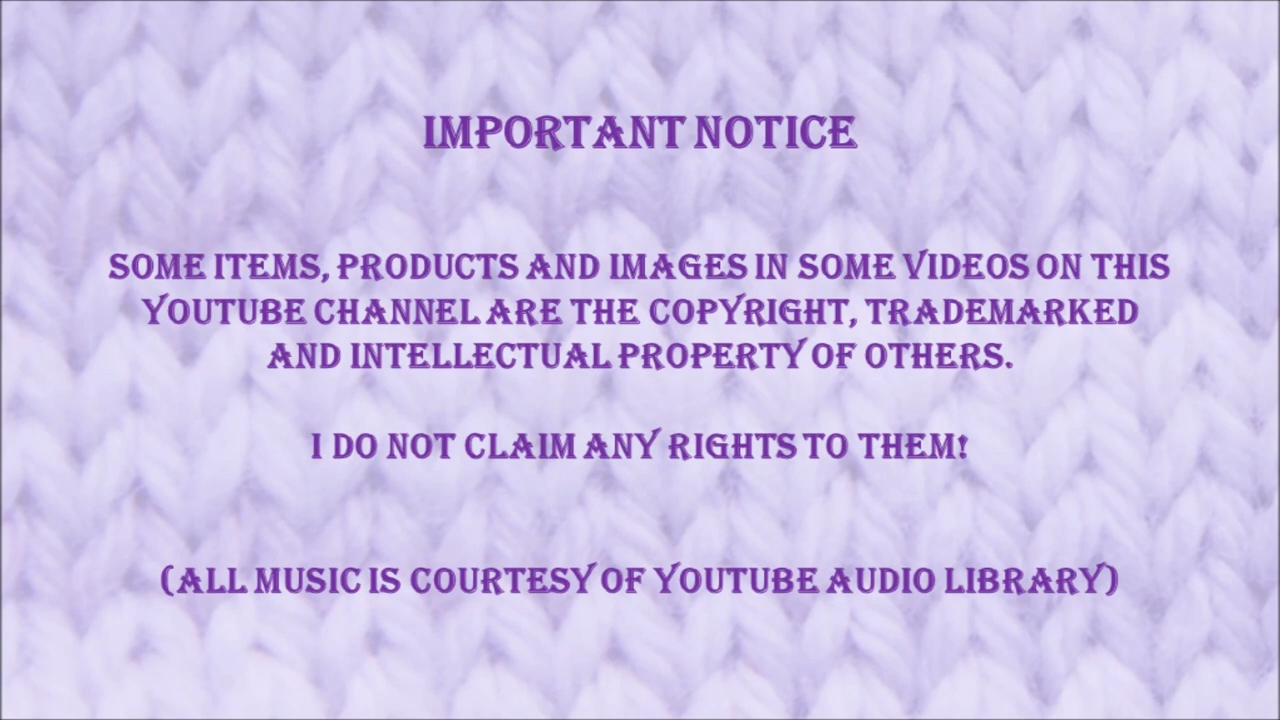 IMPORTANT NOTICE
SOME ITEMS, PRODUCTS AND IMAGES IN SOME VIDEOS ON THIS
YOUTUBE CHANNEL ARE THE COPYRIGHT, TRADEMARKED
AND INTELLECTUAL PROPERTY OF OTHERS.
I DO NOT CLAIM ANY RIGHTS TO THEM!
(ALL MUSIC IS COURTESY OF YOUTUBE AUDIO LIBRARY)